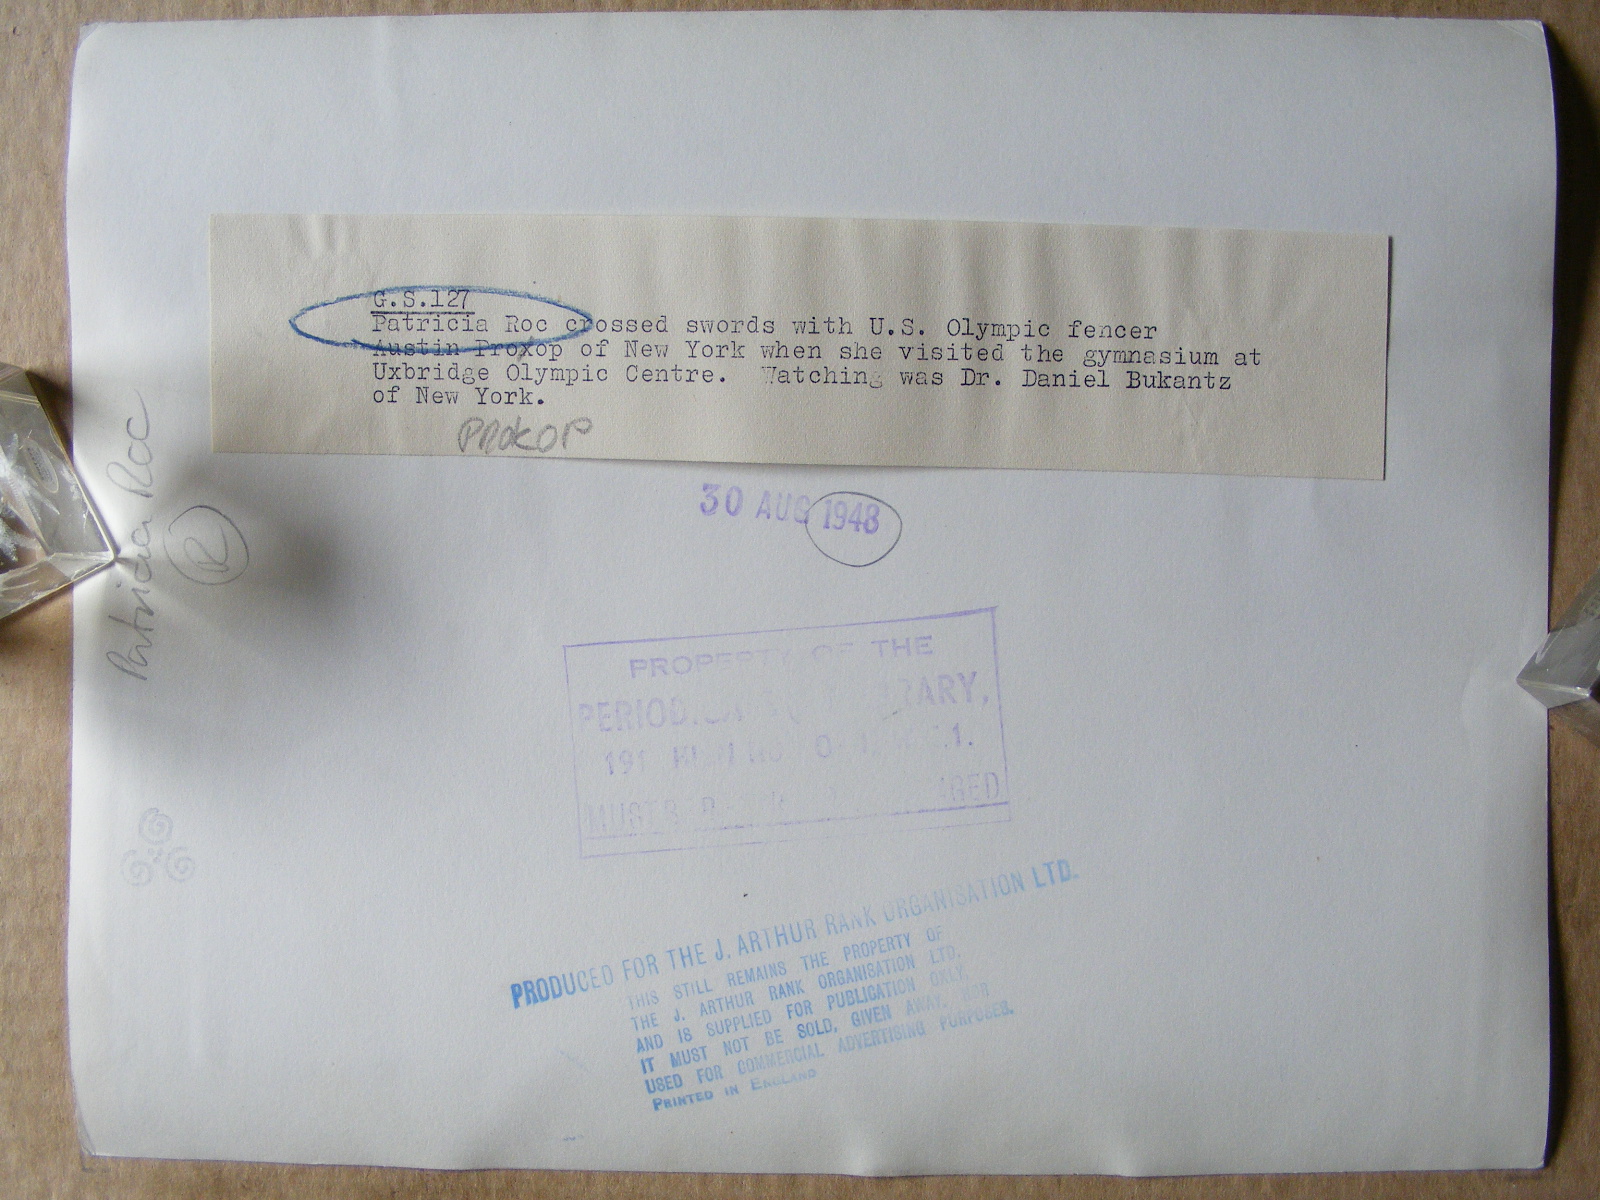 G.S.127
Patricia Roc crossed swords with U.S. Olympic fencer
Austin Proxop of New York when she visited the gymnasium at
Uxbridge Olympic Centre. Watching was Dr. Daniel Bukantz
of New York.
PROKOP
Patricia Roc
R
30 AUG 1948
PROPERTY OF THE
191
MUST BE
PRODUCED FOR THE J. ARTHUR RANK ORGANISATION LTD.
THIS STILL REMAINS THE PROPERTY OF
THE J. ARTHUR RANK ORGANISATION LTD.
AND IS SUPPLIED FOR PUBLICATION ONLY.
IT MUST NOT BE SOLD, GIVEN AWAY, NOR
USED FOR COMMERCIAL ADVERTISING PURPOSES.
PRINTED IN ENGLAND